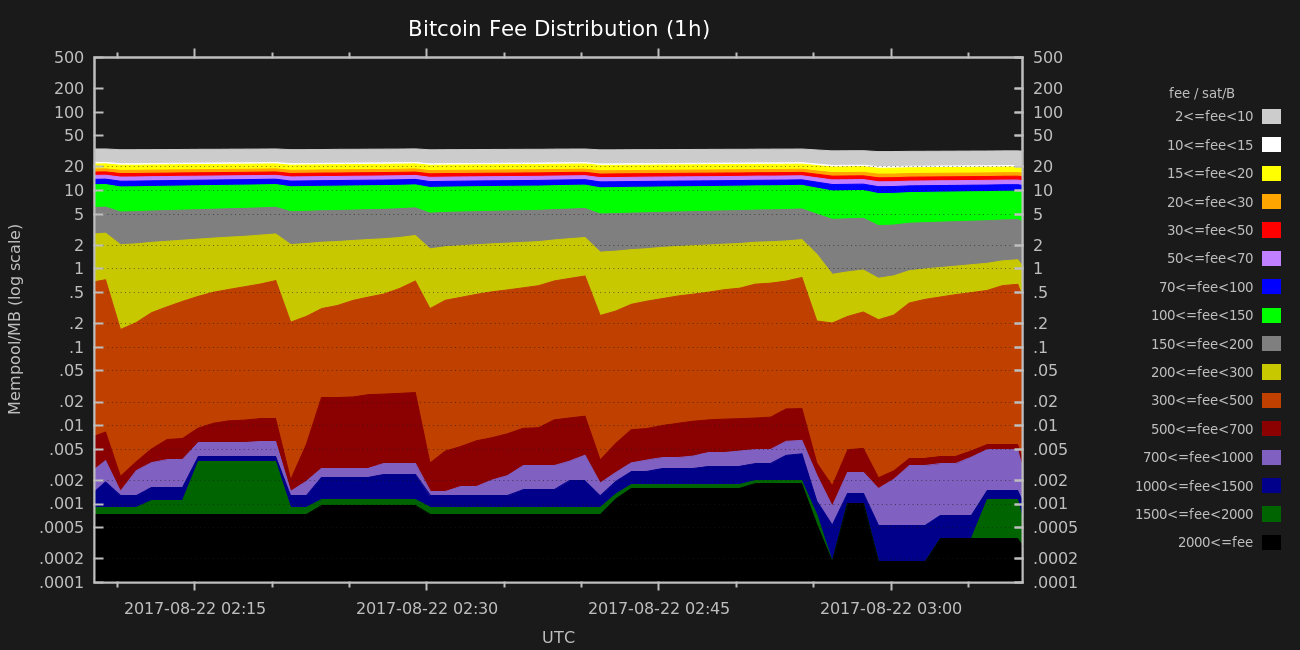 Bitcoin Fee Distribution (1h)
500
200
100
50
20
10
5
2
1
.5
.2
.1
.05
.02
.01
.005
.002
.001
.0005
.0002
.0001
Mempool/MB (log scale)
500
200
100
50
20
10
5
2
1
.5
.2
.1
.05
.02
.01
.005
.002
.001
.0005
.0002
.0001
2017-08-22 02:15
2017-08-22 02:30
2017-08-22 02:45
2017-08-22 03:00
UTC
fee / sat/B
2<=fee<10
10<=fee<15
15<=fee<20
20<=fee<30
30<=fee<50
50<=fee<70
70<=fee<100
100<=fee<150
150<=fee<200
200<=fee<300
300<=fee<500
500<=fee<700
700<=fee<1000
1000<=fee<1500
1500<=fee<2000
2000<=fee